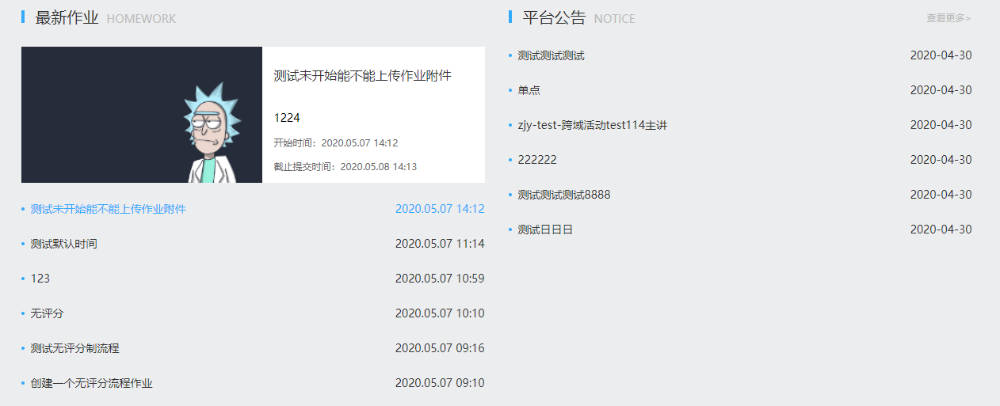 最新作业 HOMEWORK
测试未开始能不能上传作业附件
1224
开始时间：2020.05.07 14:12
截止提交时间：2020.05.08 14:13
测试未开始能不能上传作业附件 2020.05.07 14:12
测试默认时间 2020.05.07 11:14
123 2020.05.07 10:59
无评分 2020.05.07 10:10
测试无评分制流程 2020.05.07 09:16
创建一个无评分流程作业 2020.05.07 09:10
平台公告 NOTICE 查看更多>
测试测试测试 2020-04-30
单点 2020-04-30
zjy-test-跨域活动test114主讲 2020-04-30
222222 2020-04-30
测试测试测试8888 2020-04-30
测试日日日 2020-04-30